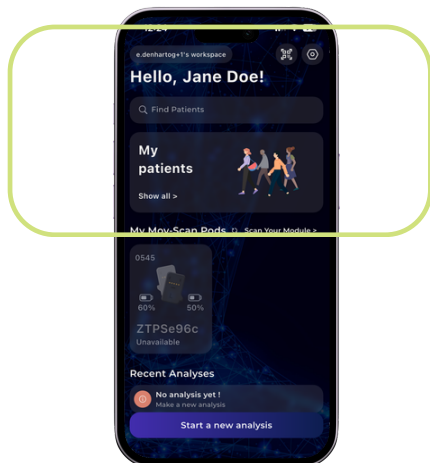 12:24
e.denhartog+1's workspace
Hello, Jane Doe!
Find Patients
My
patients
Show all >
My Mov-Scan Pods
Scan Your Module >
0545
60%
50%
ZTPSe96c
Unavailable
Recent Analyses
No analysis yet !
Make a new analysis
Start a new analysis